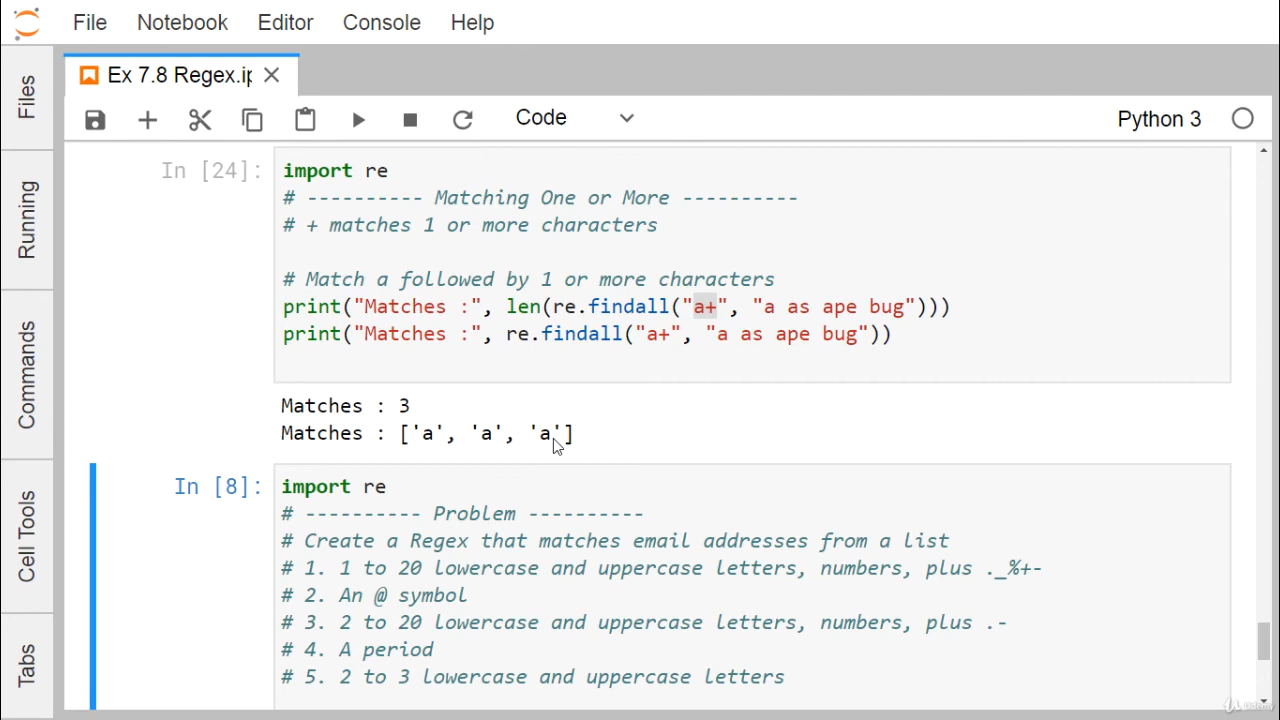 File Notebook Editor Console Help
Ex 7.8 Regex.ip
Code
Python 3
Files
Running
Commands
Cell Tools
Tabs
In [24]:
import re
# ---------- Matching One or More ----------
# + matches 1 or more characters
# Match a followed by 1 or more characters
print("Matches :", len(re.findall("a+", "a as ape bug")))
print("Matches :", re.findall("a+", "a as ape bug"))
Matches : 3
Matches : ['a', 'a', 'a']
In [8]:
import re
# ---------- Problem ----------
# Create a Regex that matches email addresses from a list
# 1. 1 to 20 lowercase and uppercase letters, numbers, plus ._%+-
# 2. An @ symbol
# 3. 2 to 20 lowercase and uppercase letters, numbers, plus .-
# 4. A period
# 5. 2 to 3 lowercase and uppercase letters
Udemy